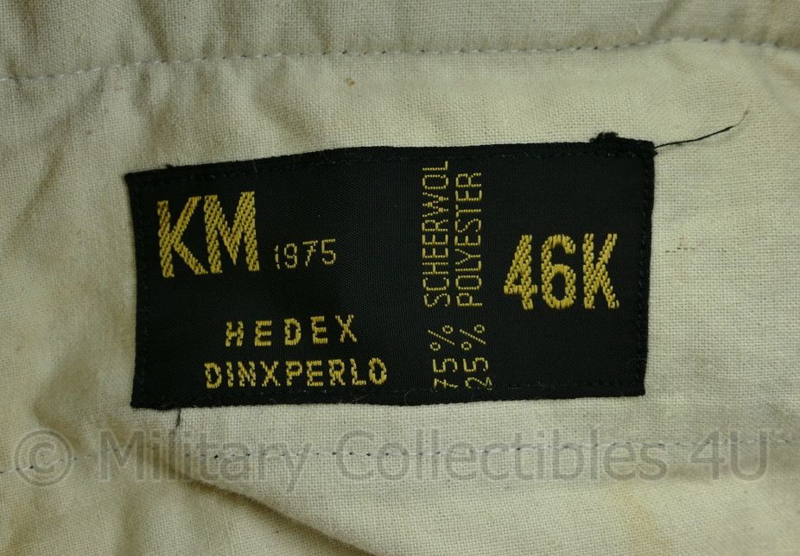 KM 1975
HEDEX
DINXPERLO
75% SCHEERWOL
25% POLYESTER
46K
© Military Collectibles 4U